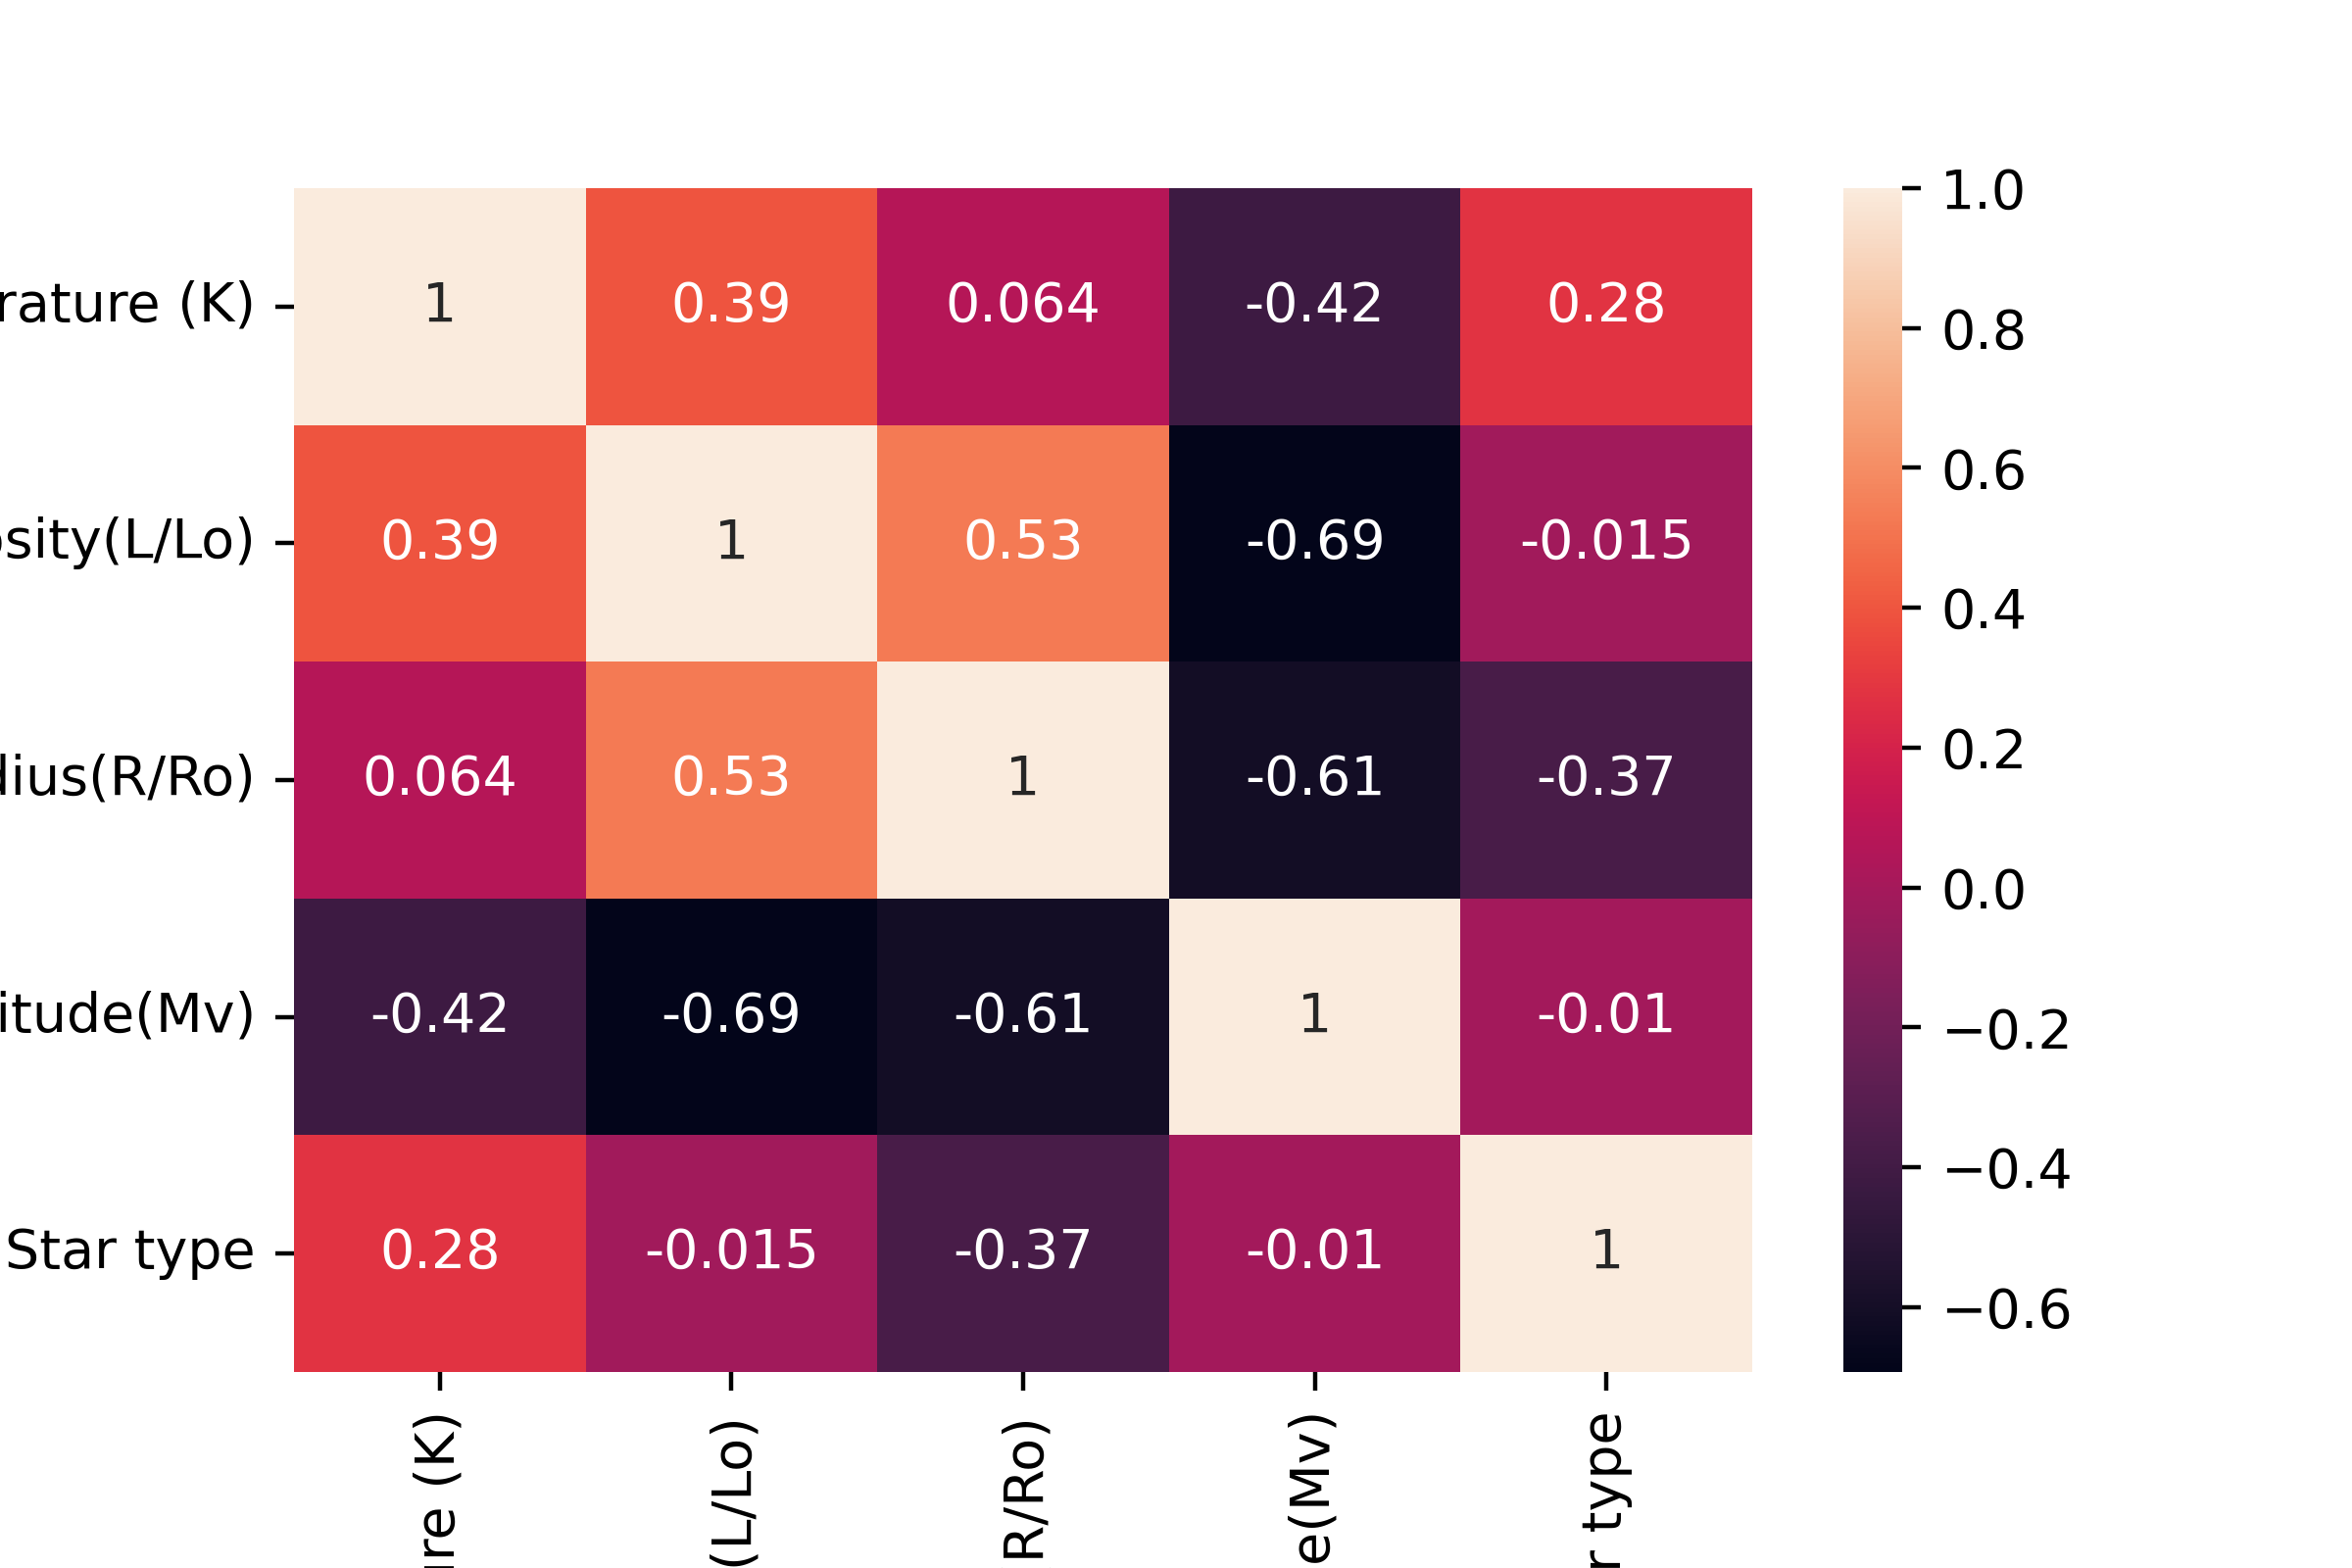 rature (K) 1 0.39 0.064 -0.42 0.28
osity(L/Lo) 0.39 1 0.53 -0.69 -0.015
dius(R/Ro) 0.064 0.53 1 -0.61 -0.37
itude(Mv) -0.42 -0.69 -0.61 1 -0.01
Star type 0.28 -0.015 -0.37 -0.01 1
ure (K)
(L/Lo)
R/Ro)
e(Mv)
r type
1.0
0.8
0.6
0.4
0.2
0.0
−0.2
−0.4
−0.6